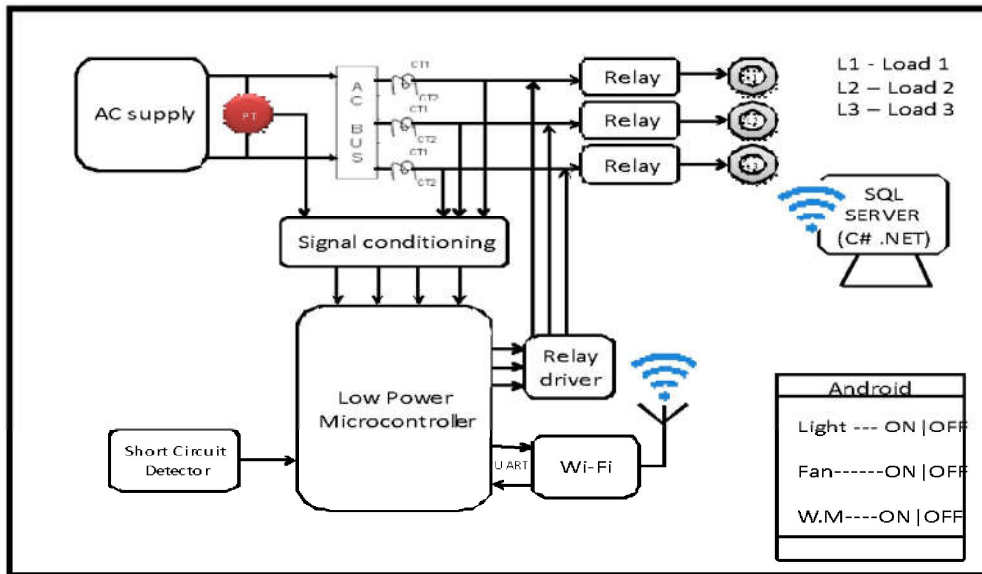 AC supply
PT
AC BUS
CT1
CT2
CT1
CT2
CT1
CT2
Relay
Relay
Relay
L1 - Load 1
L2 – Load 2
L3 – Load 3
SQL
SERVER
(C# .NET)
Signal conditioning
Low Power
Microcontroller
Relay
driver
Short Circuit
Detector
UART
Wi-Fi
Android
Light --- ON |OFF
Fan------ON |OFF
W.M----ON |OFF